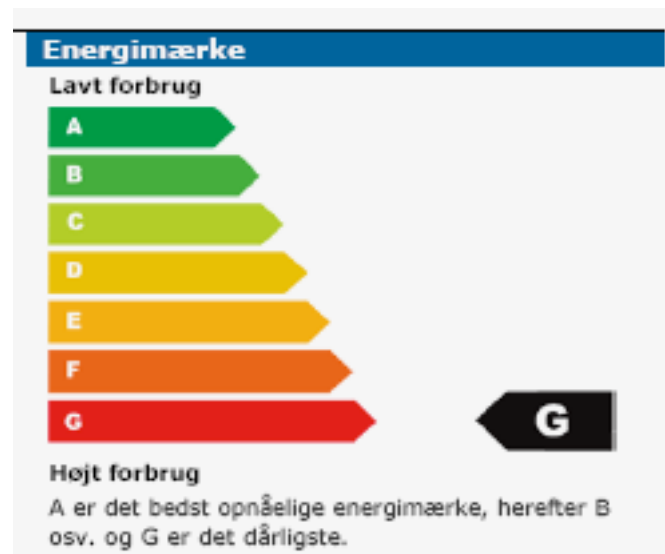 Energimærke
Lavt forbrug
A
B
C
D
E
F
G
G
Højt forbrug
A er det bedst opnåelige energimærke, herefter B
osv. og G er det dårligste.